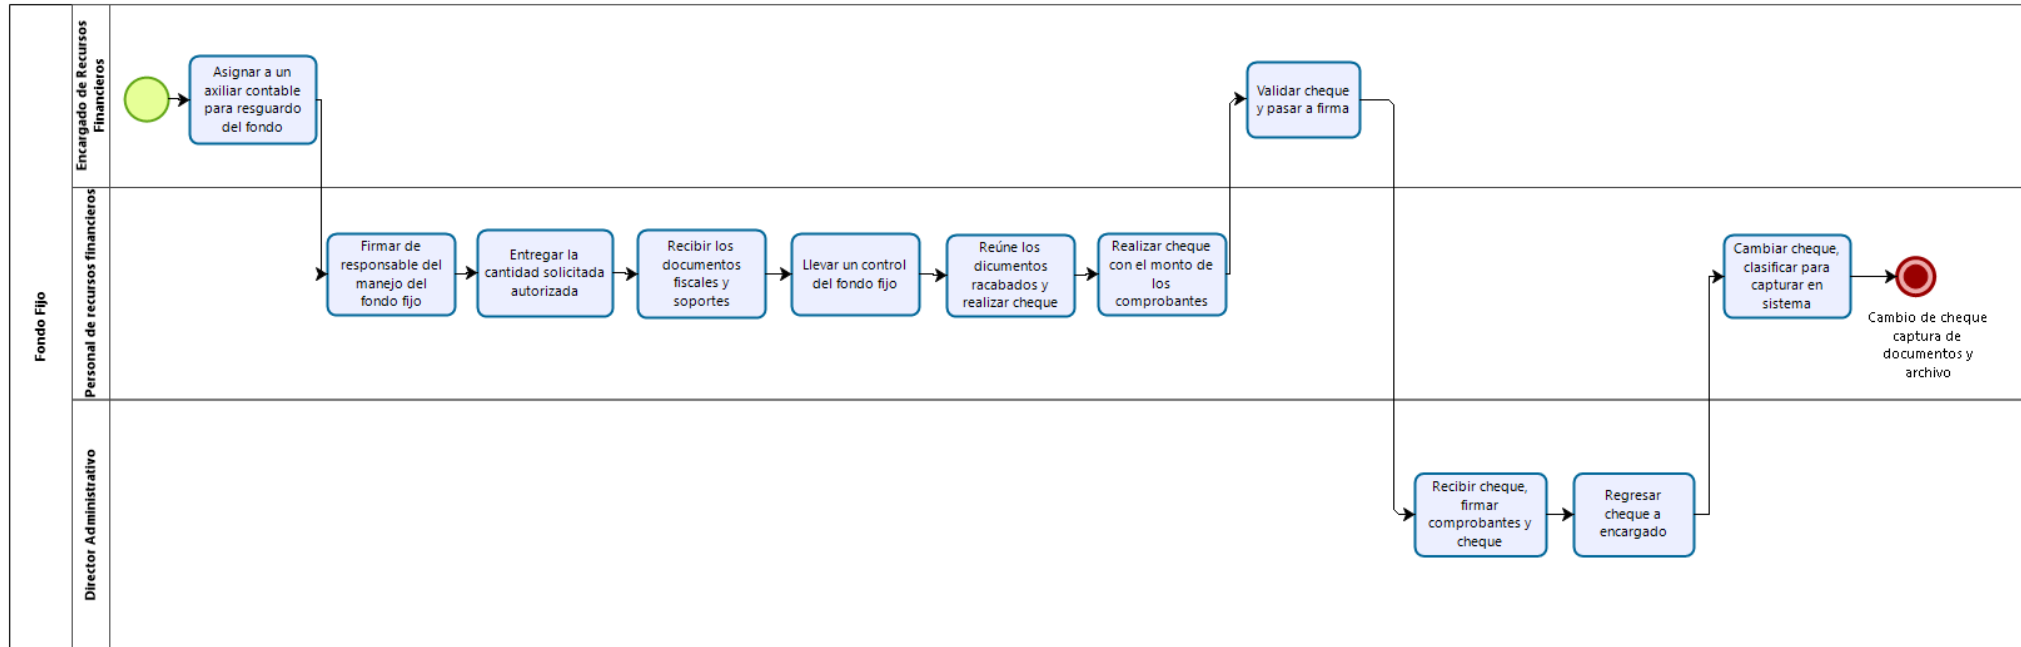 Fondo Fijo
Encargado de Recursos
Financieros
Asignar a un
axiliar contable
para resguardo
del fondo
Validar cheque
y pasar a firma
Personal de recursos financieros
Firmar de
responsable del
manejo del
fondo fijo
Entregar la
cantidad solicitada
autorizada
Recibir los
documentos
fiscales y
soportes
Llevar un control
del fondo fijo
Reúne los
dicumentos
racabados y
realizar cheque
Realizar cheque
con el monto de
los
comprobantes
Cambiar cheque,
clasificar para
capturar en
sistema
Cambio de cheque
captura de
documentos y
archivo
Director Administrativo
Recibir cheque,
firmar
comprobantes y
cheque
Regresar
cheque a
encargado